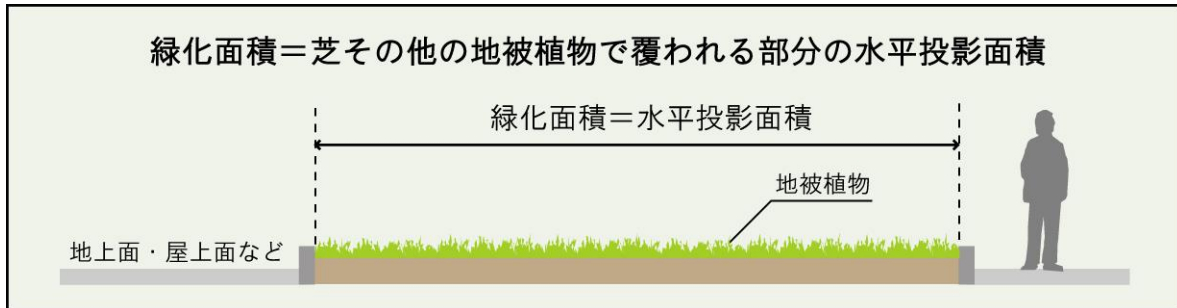 緑化面積＝芝その他の地被植物で覆われる部分の水平投影面積
緑化面積＝水平投影面積
地被植物
地上面・屋上面など